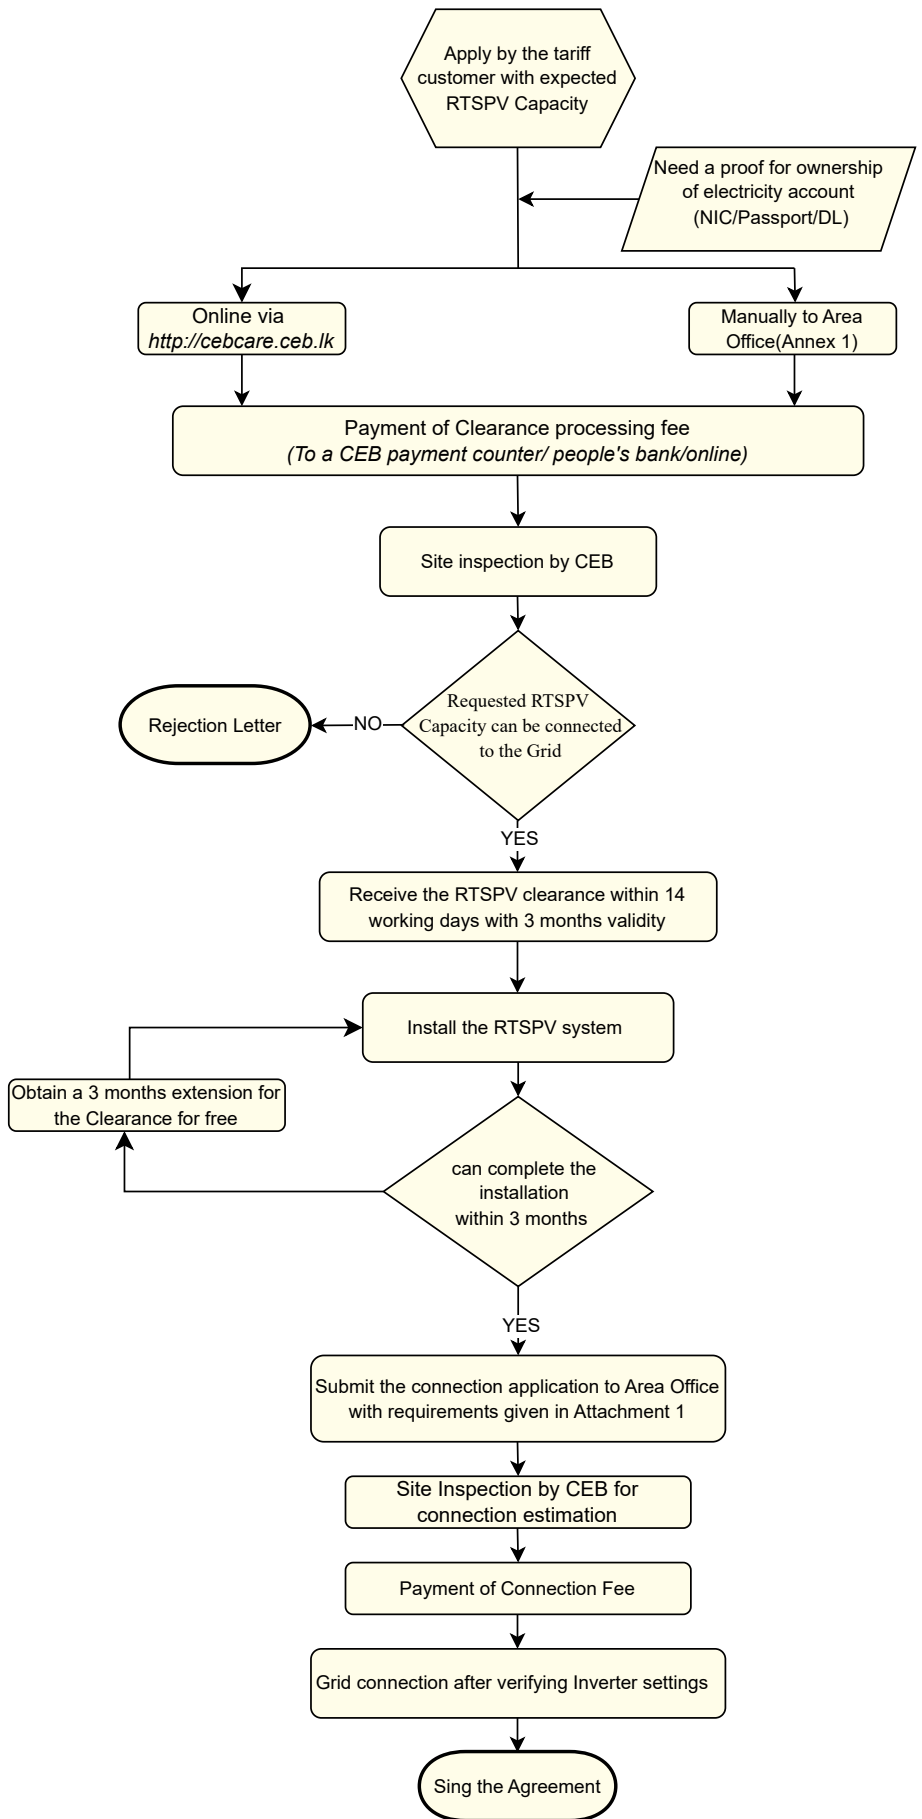 Apply by the tariff
customer with expected
RTSPV Capacity
Need a proof for ownership
of electricity account
(NIC/Passport/DL)
Online via
http://cebcare.ceb.lk
Manually to Area
Office(Annex 1)
Payment of Clearance processing fee
(To a CEB payment counter/ people's bank/online)
Site inspection by CEB
Requested RTSPV
Capacity can be connected
to the Grid
NO
Rejection Letter
YES
Receive the RTSPV clearance within 14
working days with 3 months validity
Install the RTSPV system
Obtain a 3 months extension for
the Clearance for free
can complete the
installation
within 3 months
YES
Submit the connection application to Area Office
with requirements given in Attachment 1
Site Inspection by CEB for
connection estimation
Payment of Connection Fee
Grid connection after verifying Inverter settings
Sing the Agreement